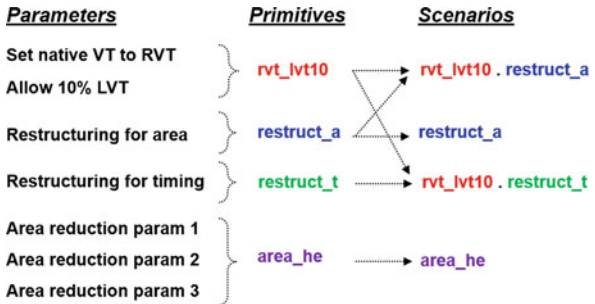 Parameters Primitives Scenarios
Set native VT to RVT
Allow 10% LVT
rvt_lvt10 rvt_lvt10 . restruct_a
Restructuring for area restruct_a restruct_a
Restructuring for timing restruct_t rvt_lvt10 . restruct_t
Area reduction param 1
Area reduction param 2 area_he area_he
Area reduction param 3